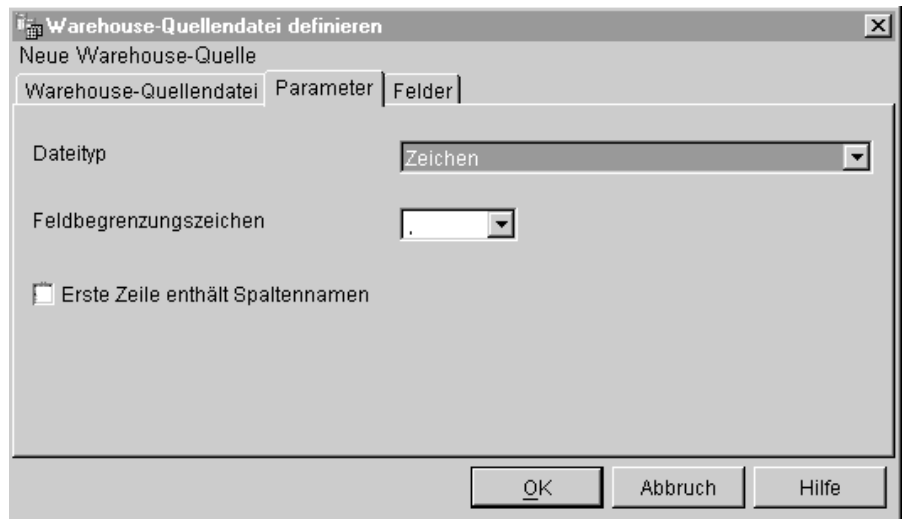 Warehouse-Quellendatei definieren
Neue Warehouse-Quelle
Warehouse-Quellendatei Parameter Felder
Dateityp Zeichen
Feldbegrenzungszeichen ,
Erste Zeile enthält Spaltennamen
OK Abbruch Hilfe